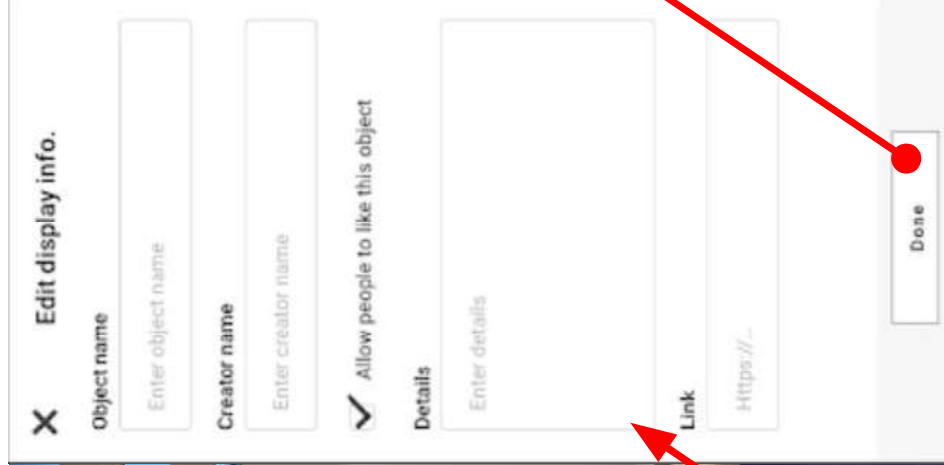 Edit display info.
Object name
Enter object name
Creator name
Enter creator name
Allow people to like this object
Details
Enter details
Link
Https://...
Done